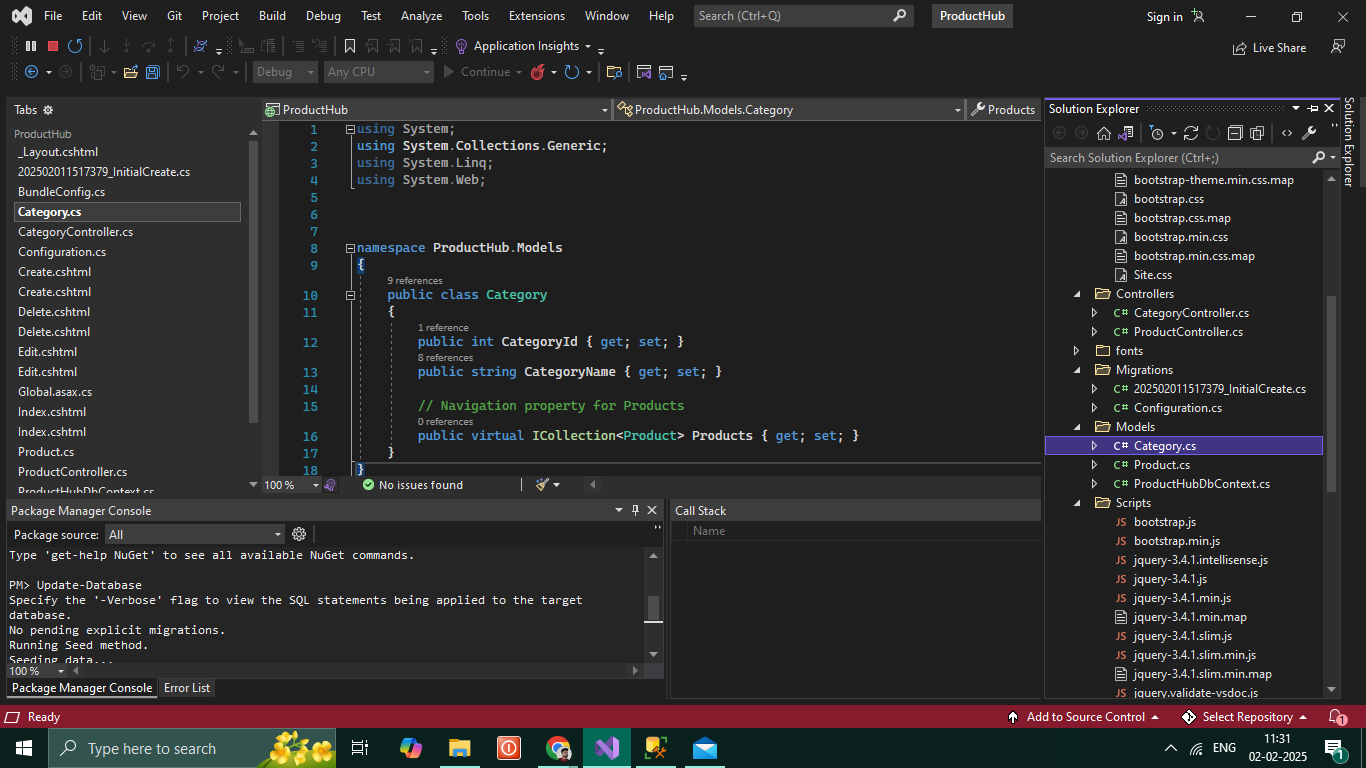 File Edit View Git Project Build Debug Test Analyze Tools Extensions Window Help Search (Ctrl+Q) ProductHub Sign in
Application Insights Live Share
Debug Any CPU Continue
Tabs
ProductHub
_Layout.cshtml
202502011517379_InitialCreate.cs
BundleConfig.cs
Category.cs
CategoryController.cs
Configuration.cs
Create.cshtml
Create.cshtml
Delete.cshtml
Delete.cshtml
Edit.cshtml
Edit.cshtml
Global.asax.cs
Index.cshtml
Index.cshtml
Product.cs
ProductController.cs
ProductHubDbContext.cs
ProductHub ProductHub.Models.Category Products
1 using System;
2 using System.Collections.Generic;
3 using System.Linq;
4 using System.Web;
5
6
7
8 namespace ProductHub.Models
9 {
9 references
10 public class Category
11 {
1 reference
12 public int CategoryId { get; set; }
8 references
13 public string CategoryName { get; set; }
14
15 // Navigation property for Products
0 references
16 public virtual ICollection<Product> Products { get; set; }
17 }
18 }
100 % No issues found
Solution Explorer
Search Solution Explorer (Ctrl+;)
bootstrap-theme.min.css.map
bootstrap.css
bootstrap.css.map
bootstrap.min.css
bootstrap.min.css.map
Site.css
Controllers
C# CategoryController.cs
C# ProductController.cs
fonts
Migrations
C# 202502011517379_InitialCreate.cs
C# Configuration.cs
Models
C# Category.cs
C# Product.cs
C# ProductHubDbContext.cs
Scripts
JS bootstrap.js
JS bootstrap.min.js
JS jquery-3.4.1.intellisense.js
JS jquery-3.4.1.js
JS jquery-3.4.1.min.js
jquery-3.4.1.min.map
JS jquery-3.4.1.slim.js
JS jquery-3.4.1.slim.min.js
jquery-3.4.1.slim.min.map
JS jquery.validate-vsdoc.js
Solution Explorer
Package Manager Console
Package source: All
Type 'get-help NuGet' to see all available NuGet commands.
PM> Update-Database
Specify the '-Verbose' flag to view the SQL statements being applied to the target
database.
No pending explicit migrations.
Running Seed method.
Seeding data...
100 %
Package Manager Console Error List
Call Stack
Name
Ready Add to Source Control Select Repository 1
Type here to search ENG 11:31
02-02-2025 1